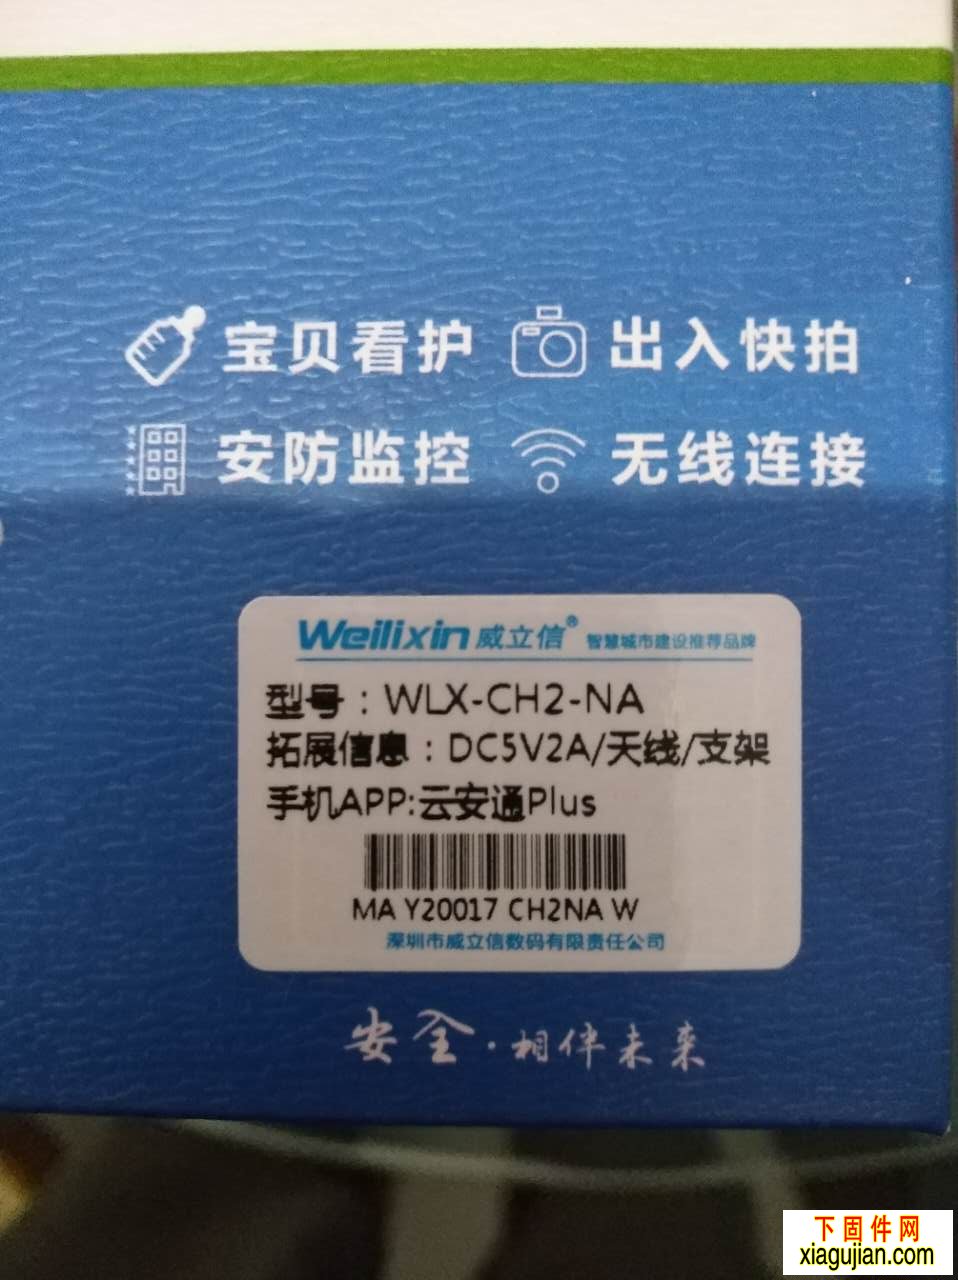 宝贝看护 出入快拍
安防监控 无线连接
Weilixin 威立信® 智慧城市建设推荐品牌
型号：WLX-CH2-NA
拓展信息：DC5V2A/天线/支架
手机APP:云安通Plus
MA Y20017 CH2NA W
深圳市威立信数码有限责任公司
安全·相伴未来
下固件网
xiagujian.com